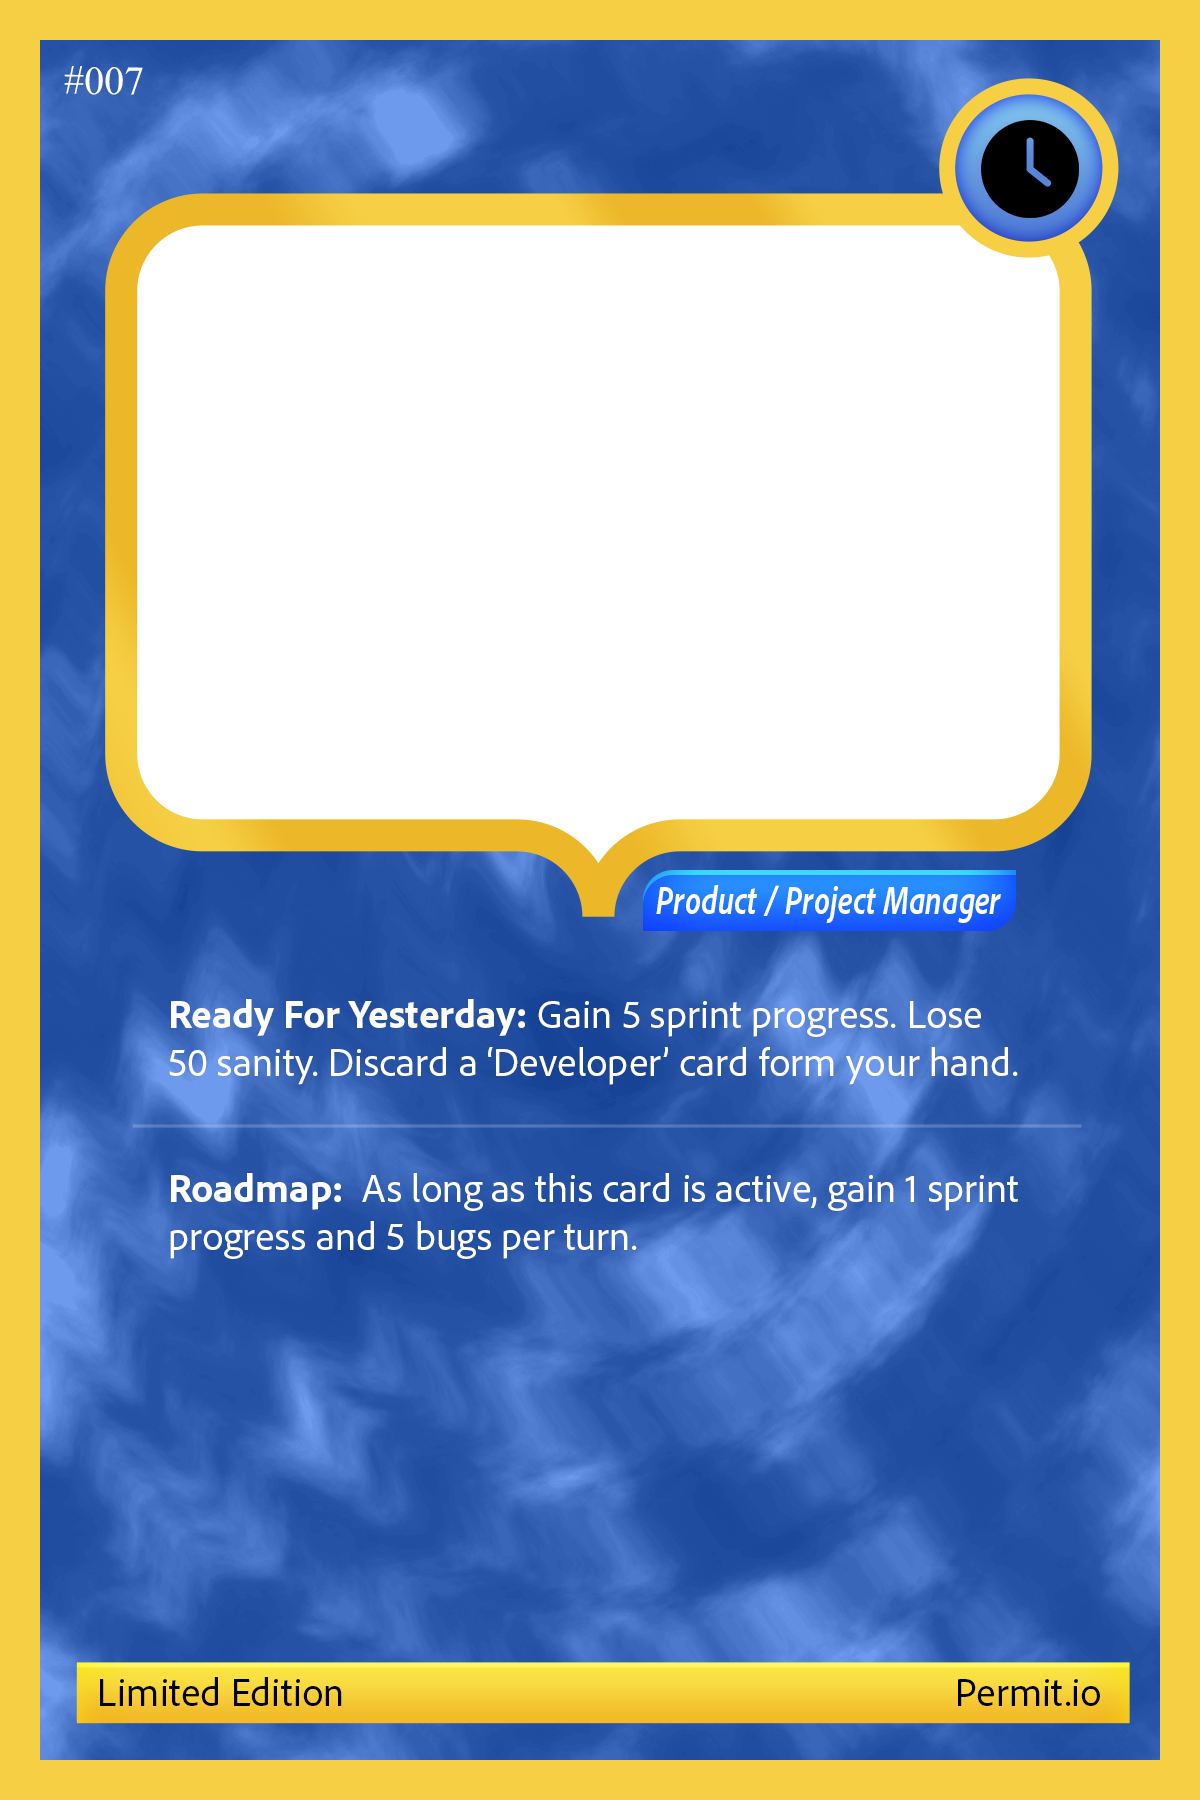 #007
Product / Project Manager
Ready For Yesterday: Gain 5 sprint progress. Lose
50 sanity. Discard a ‘Developer’ card form your hand.
Roadmap:  As long as this card is active, gain 1 sprint
progress and 5 bugs per turn.
Limited Edition
Permit.io